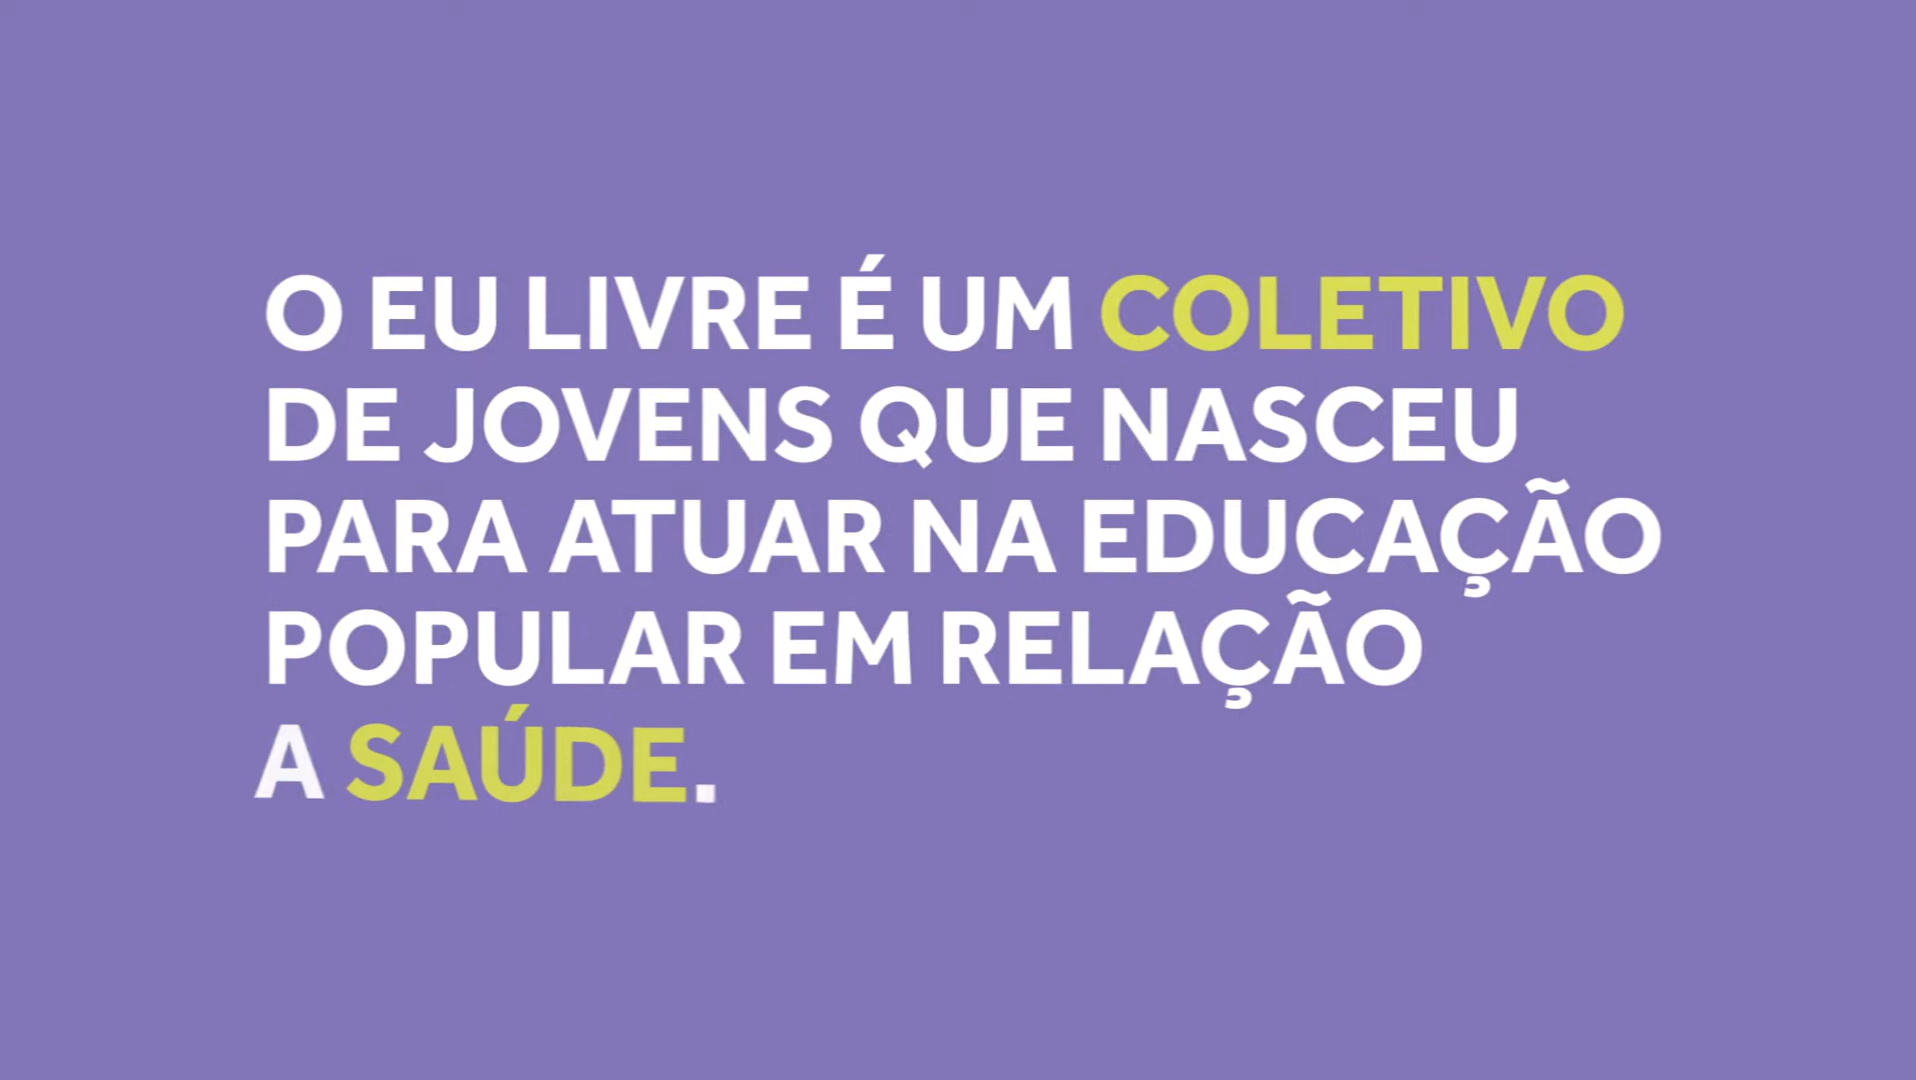 O EU LIVRE É UM COLETIVO
DE JOVENS QUE NASCEU
PARA ATUAR NA EDUCAÇÃO
POPULAR EM RELAÇÃO
A SAÚDE.